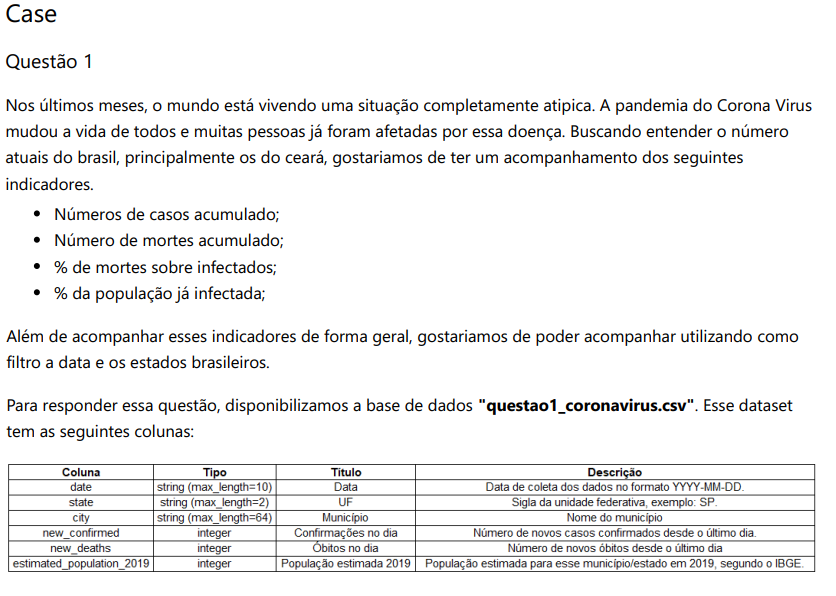 Case
Questão 1
Nos últimos meses, o mundo está vivendo uma situação completamente atipica. A pandemia do Corona Virus
mudou a vida de todos e muitas pessoas já foram afetadas por essa doença. Buscando entender o número
atuais do brasil, principalmente os do ceará, gostariamos de ter um acompanhamento dos seguintes
indicadores.
• Números de casos acumulado;
• Número de mortes acumulado;
• % de mortes sobre infectados;
• % da população já infectada;
Além de acompanhar esses indicadores de forma geral, gostariamos de poder acompanhar utilizando como
filtro a data e os estados brasileiros.
Para responder essa questão, disponibilizamos a base de dados "questao1_coronavirus.csv". Esse dataset
tem as seguintes colunas:
Coluna Tipo Título Descrição
date string (max_length=10) Data Data de coleta dos dados no formato YYYY-MM-DD.
state string (max_length=2) UF Sigla da unidade federativa, exemplo: SP.
city string (max_length=64) Município Nome do município
new_confirmed integer Confirmações no dia Número de novos casos confirmados desde o último dia.
new_deaths integer Óbitos no dia Número de novos óbitos desde o último dia
estimated_population_2019 integer População estimada 2019 População estimada para esse município/estado em 2019, segundo o IBGE.